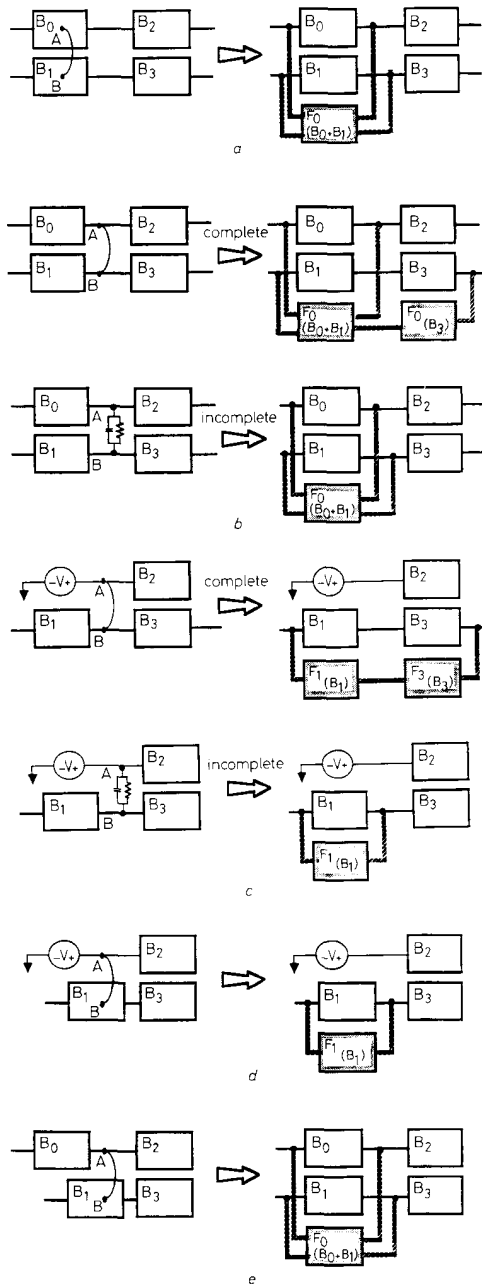 B0 B2 B0 B2
A
B1 B3 B1 B3
B
F0
(B0+B1)
a
B0 B2 complete B0 B2
A
B1 B3 B1 B3
B
F0 F0
(B0+B1) (B3)
B0 B2 incomplete B0 B2
A
B1 B3 B1 B3
B
F0
(B0+B1)
b
-V+ B2 complete -V+ B2
A
B1 B3 B1 B3
B
F1 F3
(B1) (B3)
-V+ B2 incomplete -V+ B2
A
B1 B3 B1 B3
B
F1
(B1)
c
-V+ B2 -V+ B2
A
B1 B3 B1 B3
B
F1
(B1)
d
B0 B2 B0 B2
A
B1 B3 B1 B3
B
F0
(B0+B1)
e